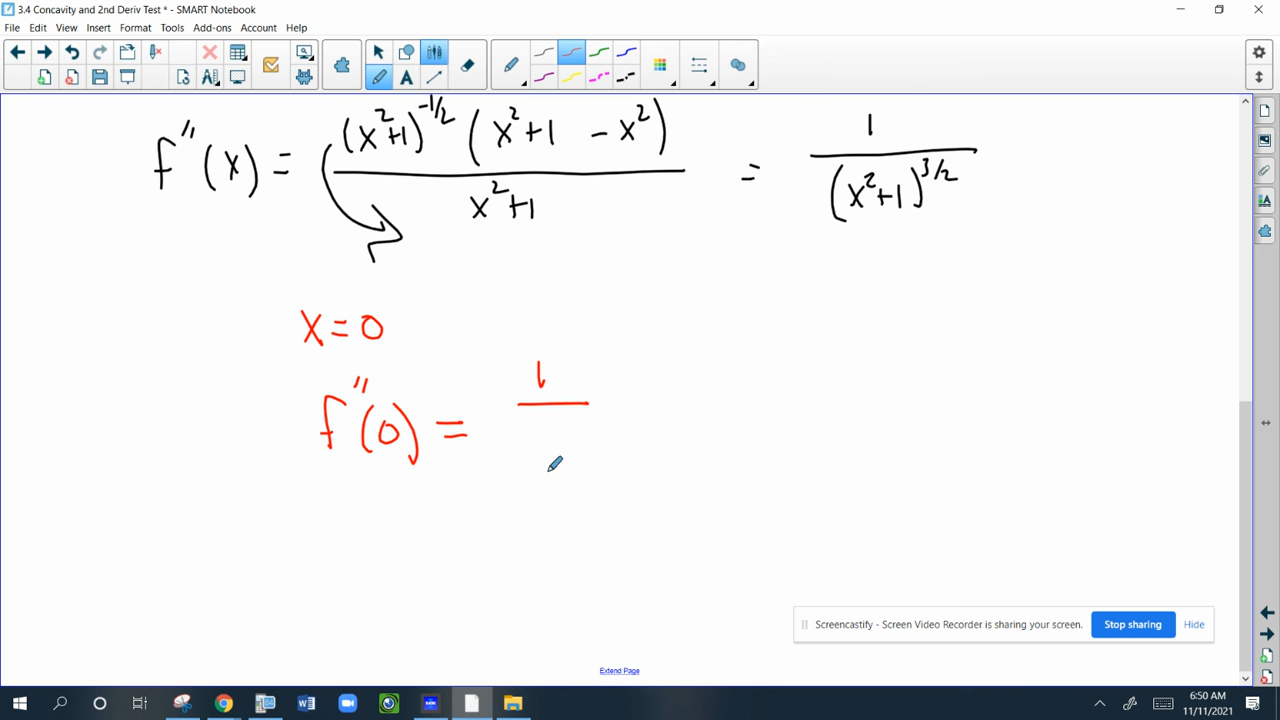 3.4 Concavity and 2nd Deriv Test * - SMART Notebook
File Edit View Insert Format Tools Add-ons Account Help
f''(x) = (x²+1)^-1/2 (x²+1 - x²) / x²+1 = 1 / (x²+1)^3/2
x = 0
f''(0) = 1
Screencastify - Screen Video Recorder is sharing your screen. Stop sharing Hide
Extend Page
6:50 AM
11/11/2021